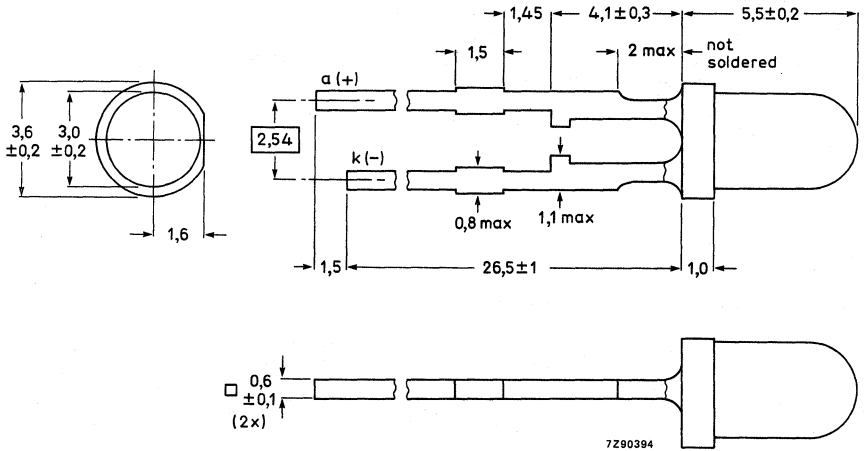 1,45
4,1±0,3
5,5±0,2
1,5
2 max
not
soldered
a (+)
3,6
±0,2
3,0
±0,2
2,54
k (-)
0,8 max
1,1 max
1,6
1,5
26,5±1
1,0
0,6
±0,1
(2x)
7Z90394